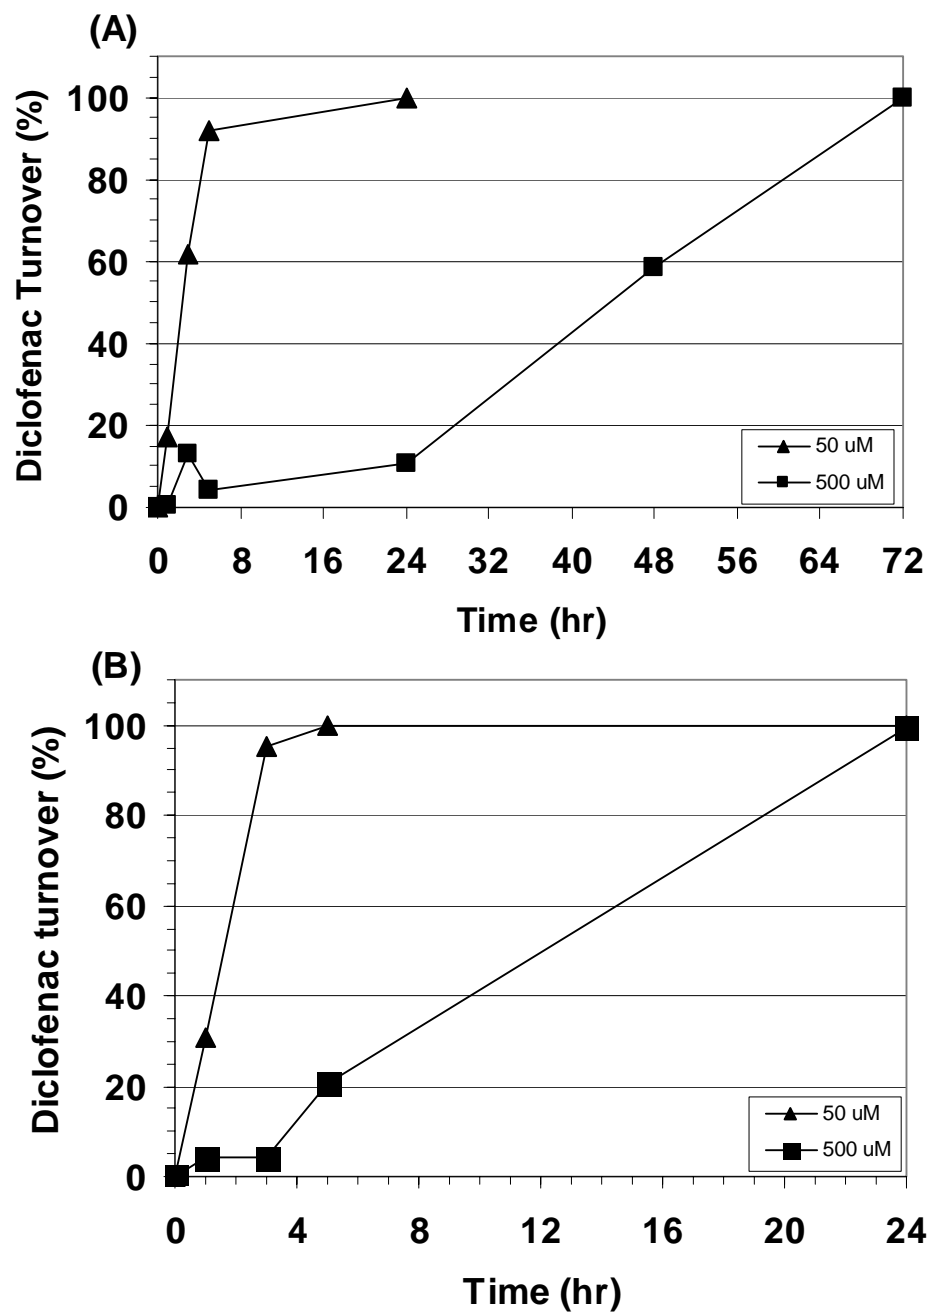 (A)
Diclofenac Turnover (%)
100
80
60
40
20
0
50 uM
500 uM
0 8 16 24 32 40 48 56 64 72
Time (hr)
(B)
Diclofenac turnover (%)
100
80
60
40
20
0
50 uM
500 uM
0 4 8 12 16 20 24
Time (hr)